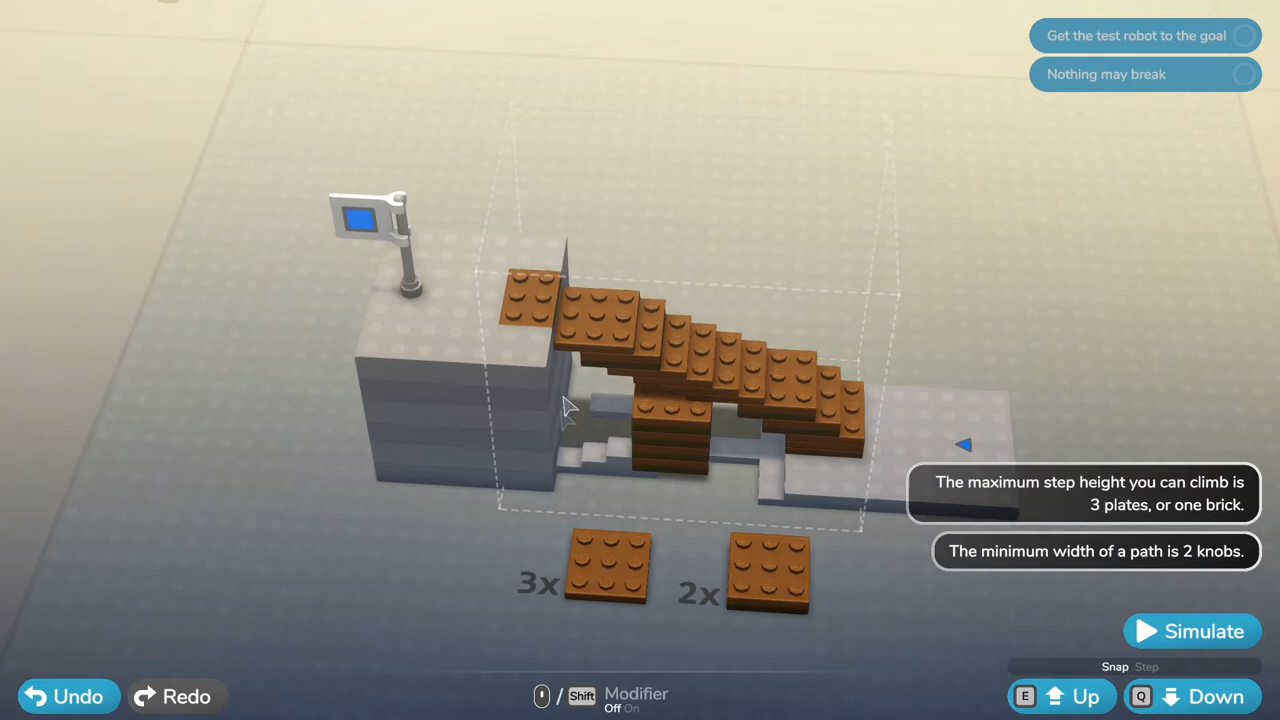 Get the test robot to the goal
Nothing may break
The maximum step height you can climb is
3 plates, or one brick.
The minimum width of a path is 2 knobs.
3x
2x
Simulate
Snap Step
Undo
Redo
/ Shift Modifier
Off On
E Up
Q Down